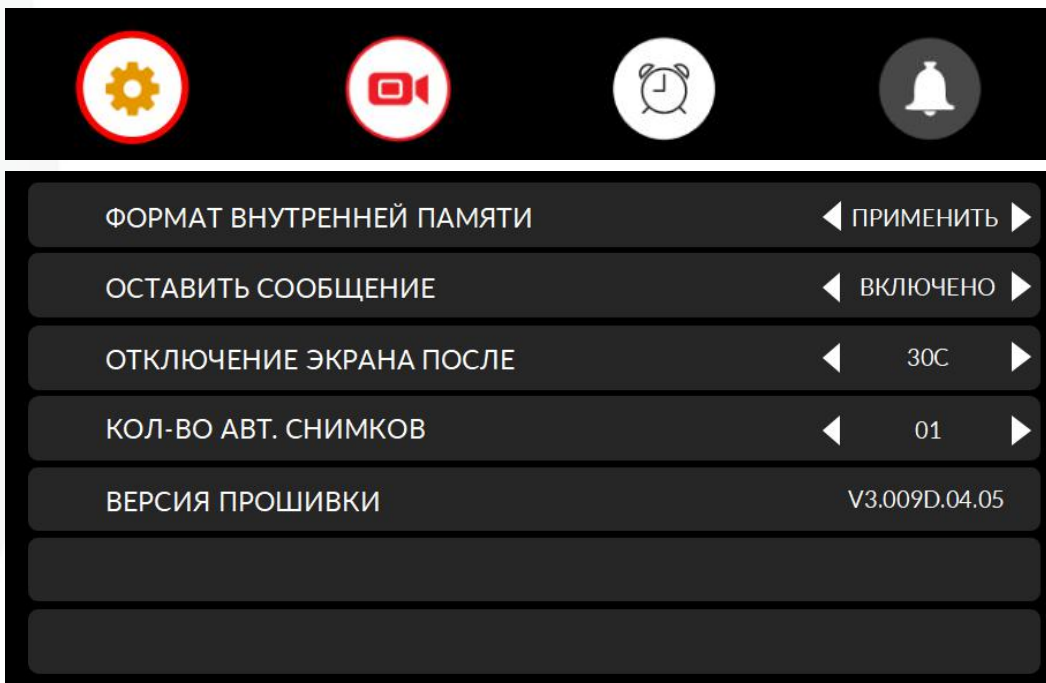 ФОРМАТ ВНУТРЕННЕЙ ПАМЯТИ ПРИМЕНИТЬ
ОСТАВИТЬ СООБЩЕНИЕ ВКЛЮЧЕНО
ОТКЛЮЧЕНИЕ ЭКРАНА ПОСЛЕ 30С
КОЛ-ВО АВТ. СНИМКОВ 01
ВЕРСИЯ ПРОШИВКИ V3.009D.04.05